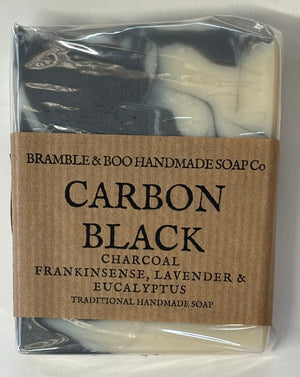 BRAMBLE & BOO HANDMADE SOAP Co
CARBON
BLACK
CHARCOAL
FRANKINSENSE, LAVENDER &
EUCALYPTUS
TRADITIONAL HANDMADE SOAP